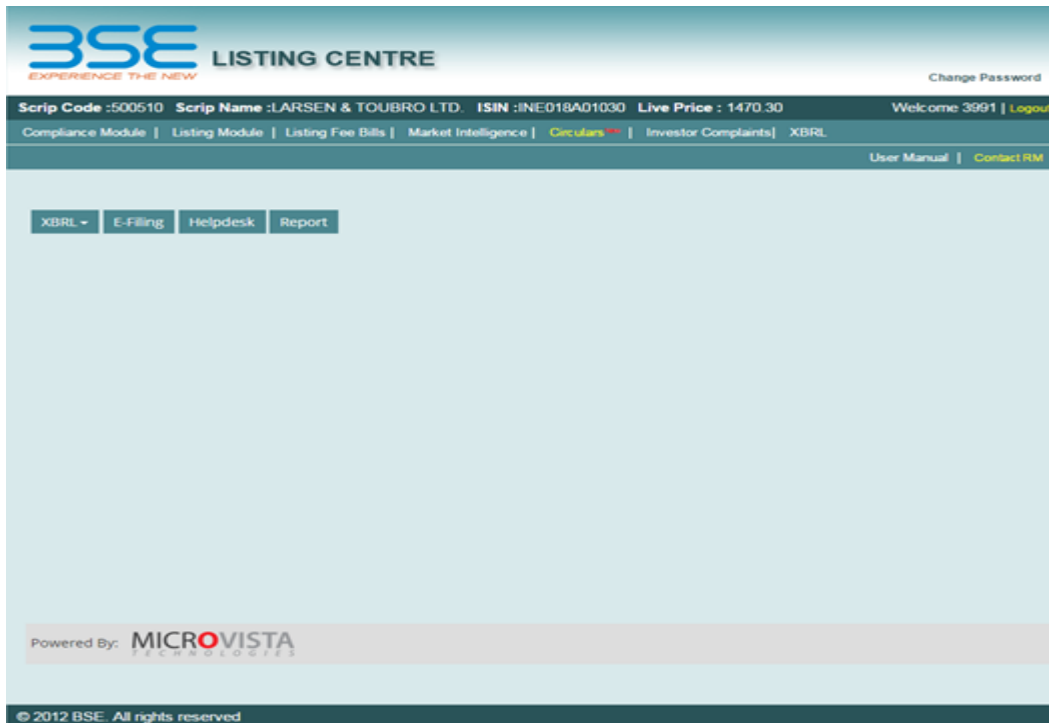 BSE LISTING CENTRE
EXPERIENCE THE NEW
Change Password
Scrip Code :500510 Scrip Name :LARSEN & TOUBRO LTD. ISIN :INE018A01030 Live Price : 1470.30 Welcome 3991 | Logout
Compliance Module | Listing Module | Listing Fee Bills | Market Intelligence | Circulars | Investor Complaints| XBRL
User Manual | Contact RM
XBRL E-Filing Helpdesk Report
Powered By: MICROVISTA
TECHNOLOGIES
© 2012 BSE. All rights reserved